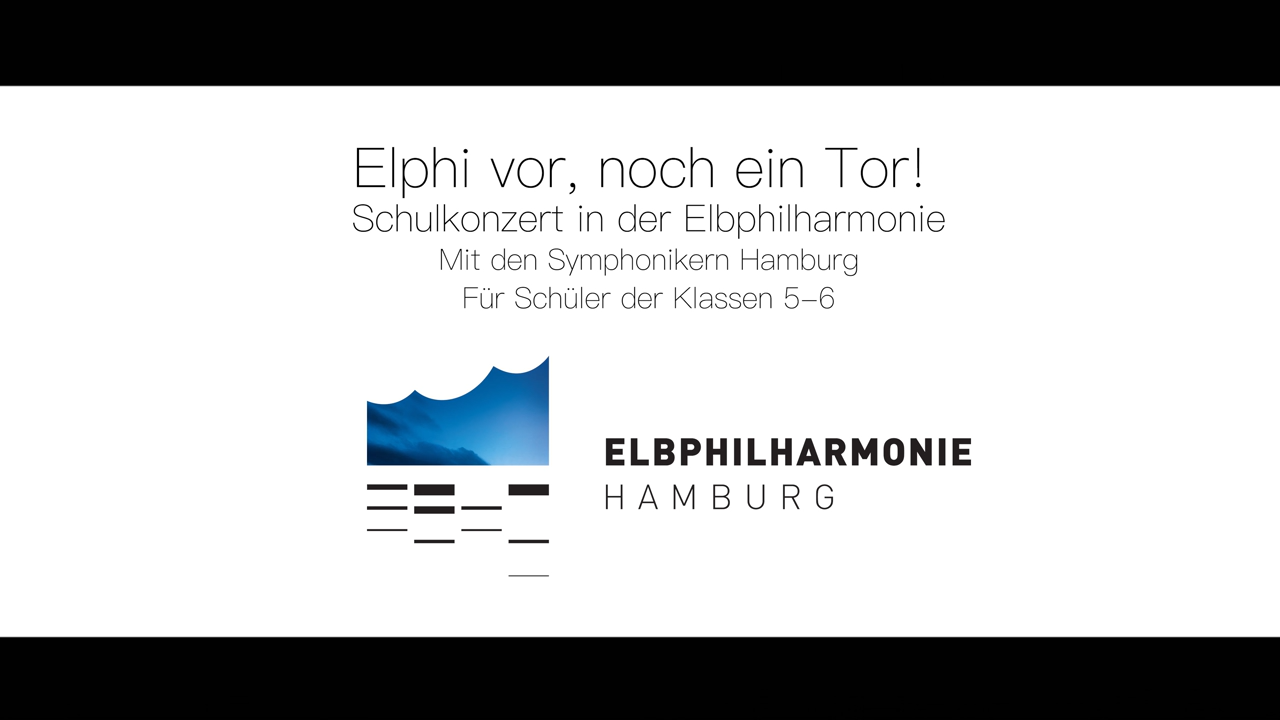 Elphi vor, noch ein Tor!
Schulkonzert in der Elbphilharmonie
Mit den Symphonikern Hamburg
Für Schüler der Klassen 5–6
ELBPHILHARMONIE
HAMBURG